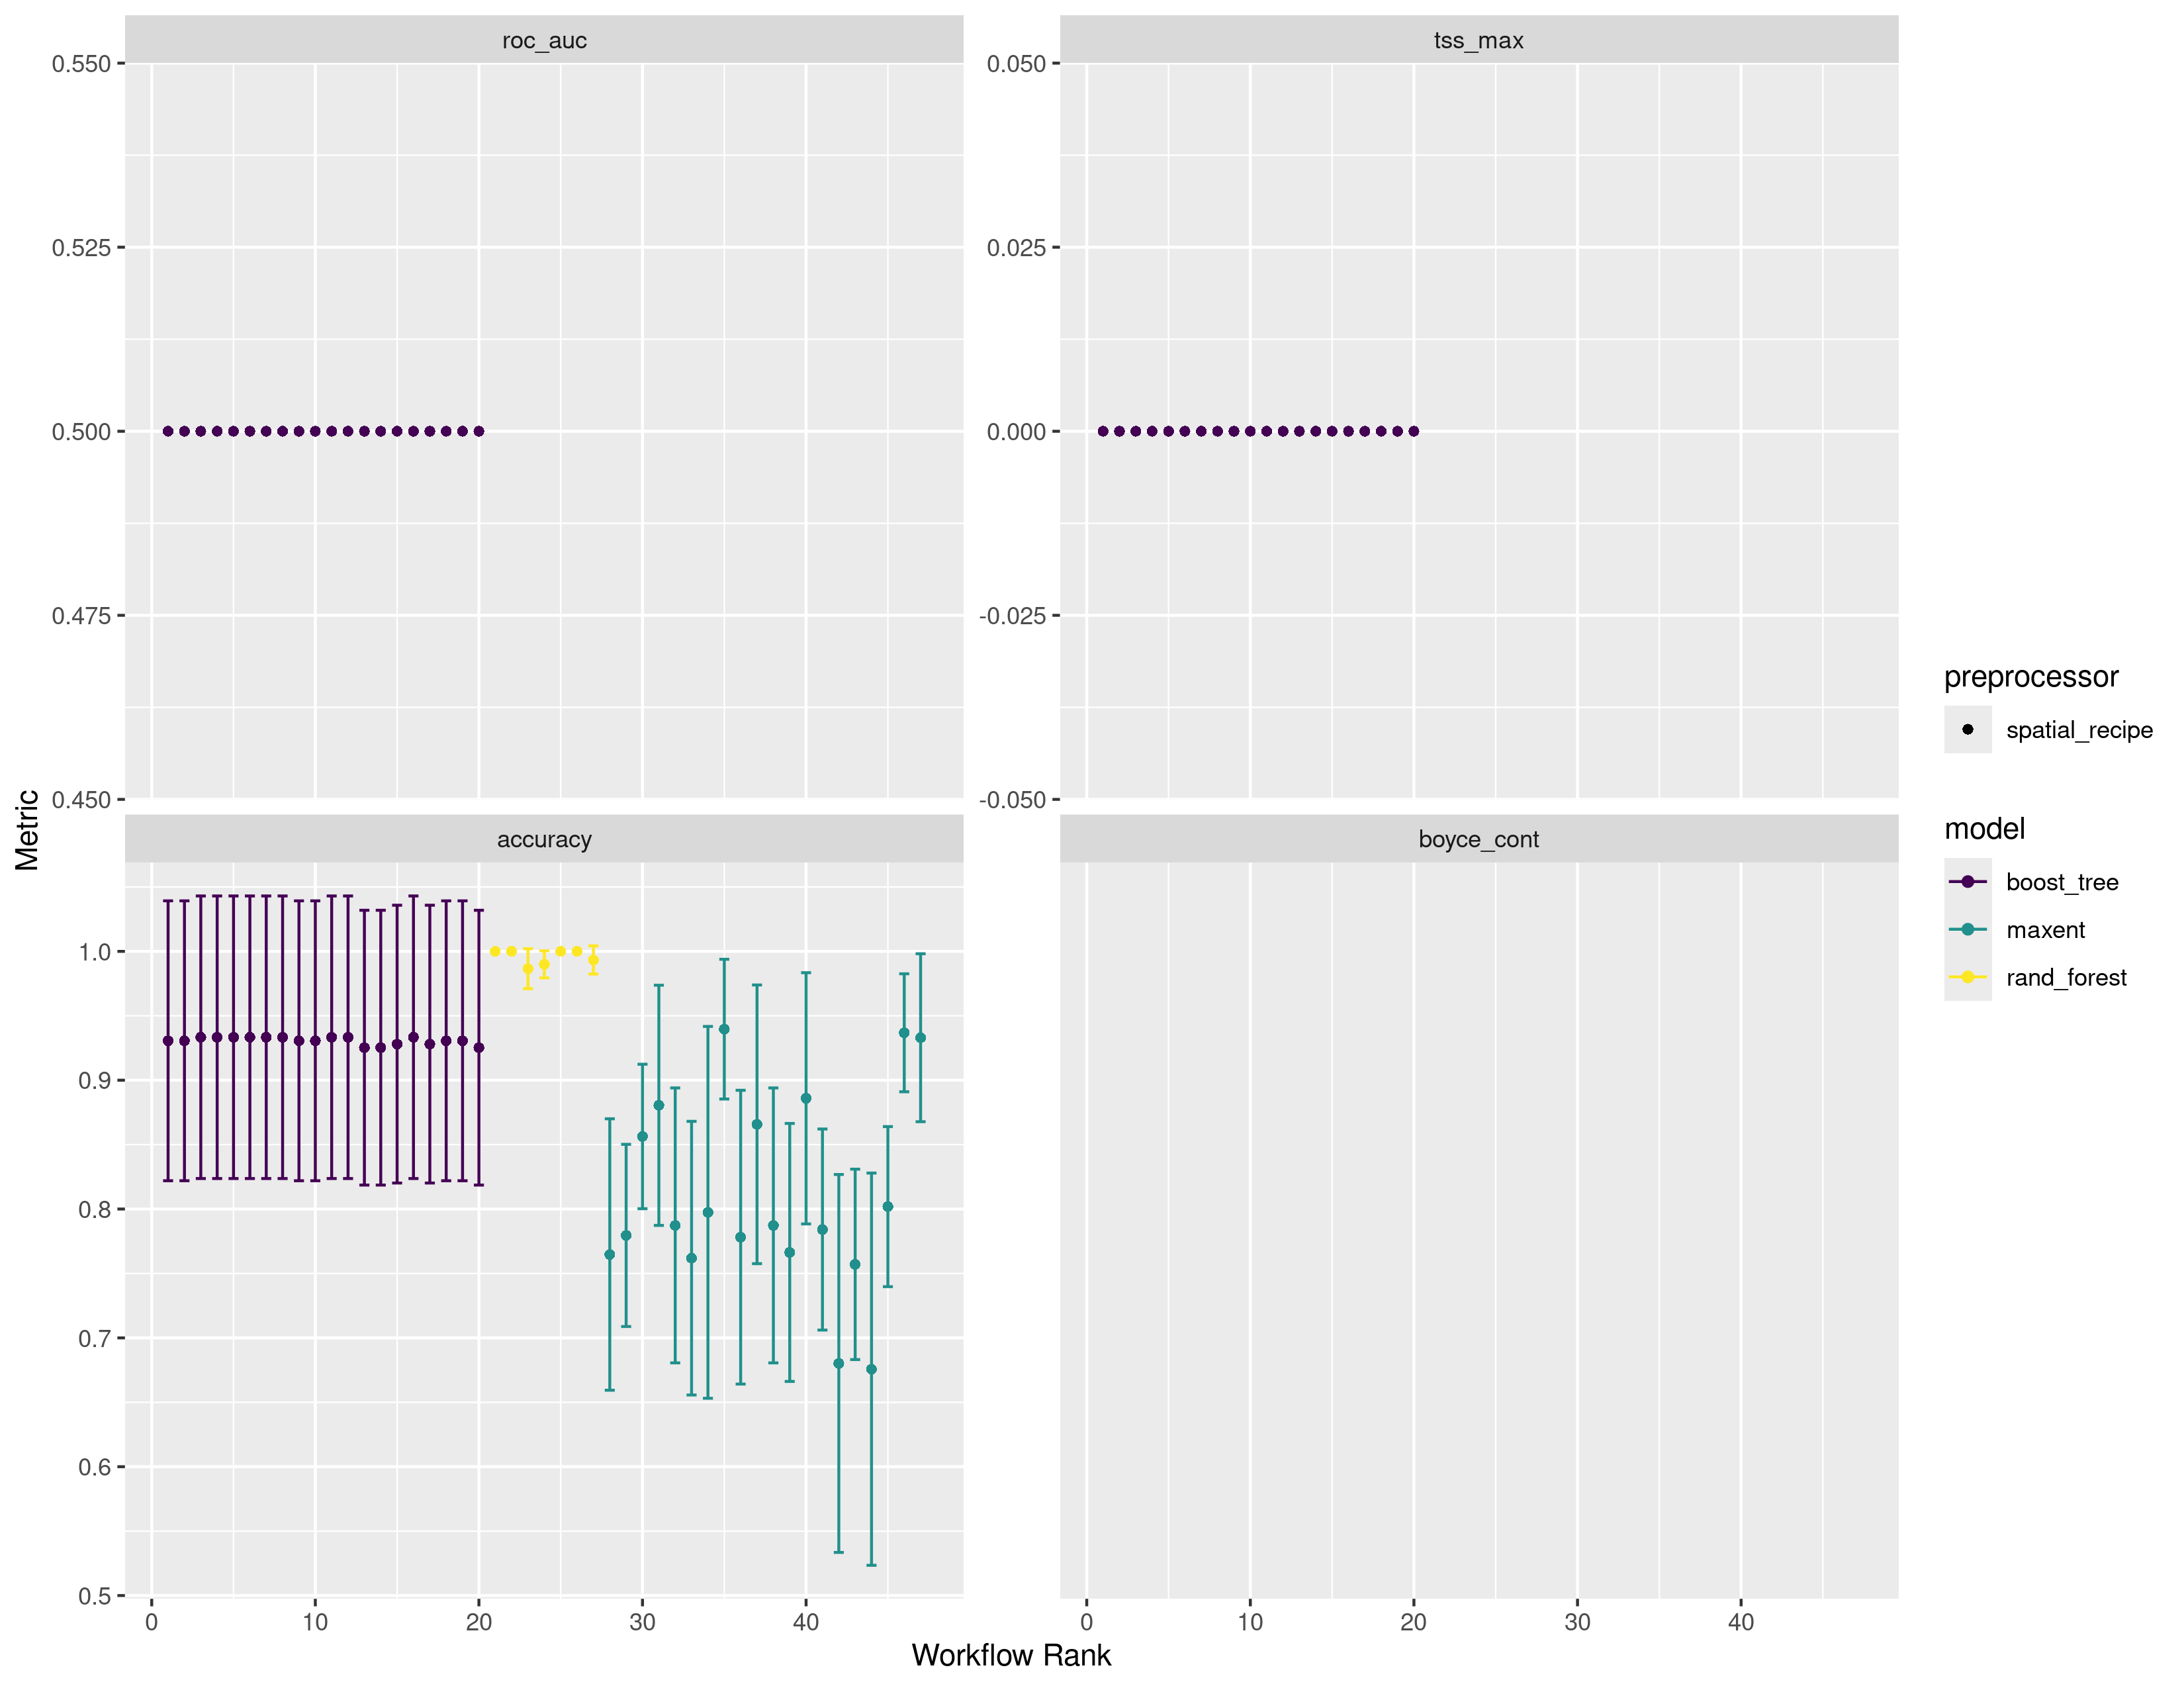 roc_auc
tss_max
0.550
0.525
0.500
0.475
0.450
0.050
0.025
0.000
-0.025
-0.050
Metric
accuracy
boyce_cont
1.0
0.9
0.8
0.7
0.6
0.5
0 10 20 30 40
0 10 20 30 40
Workflow Rank
preprocessor
spatial_recipe
model
boost_tree
maxent
rand_forest